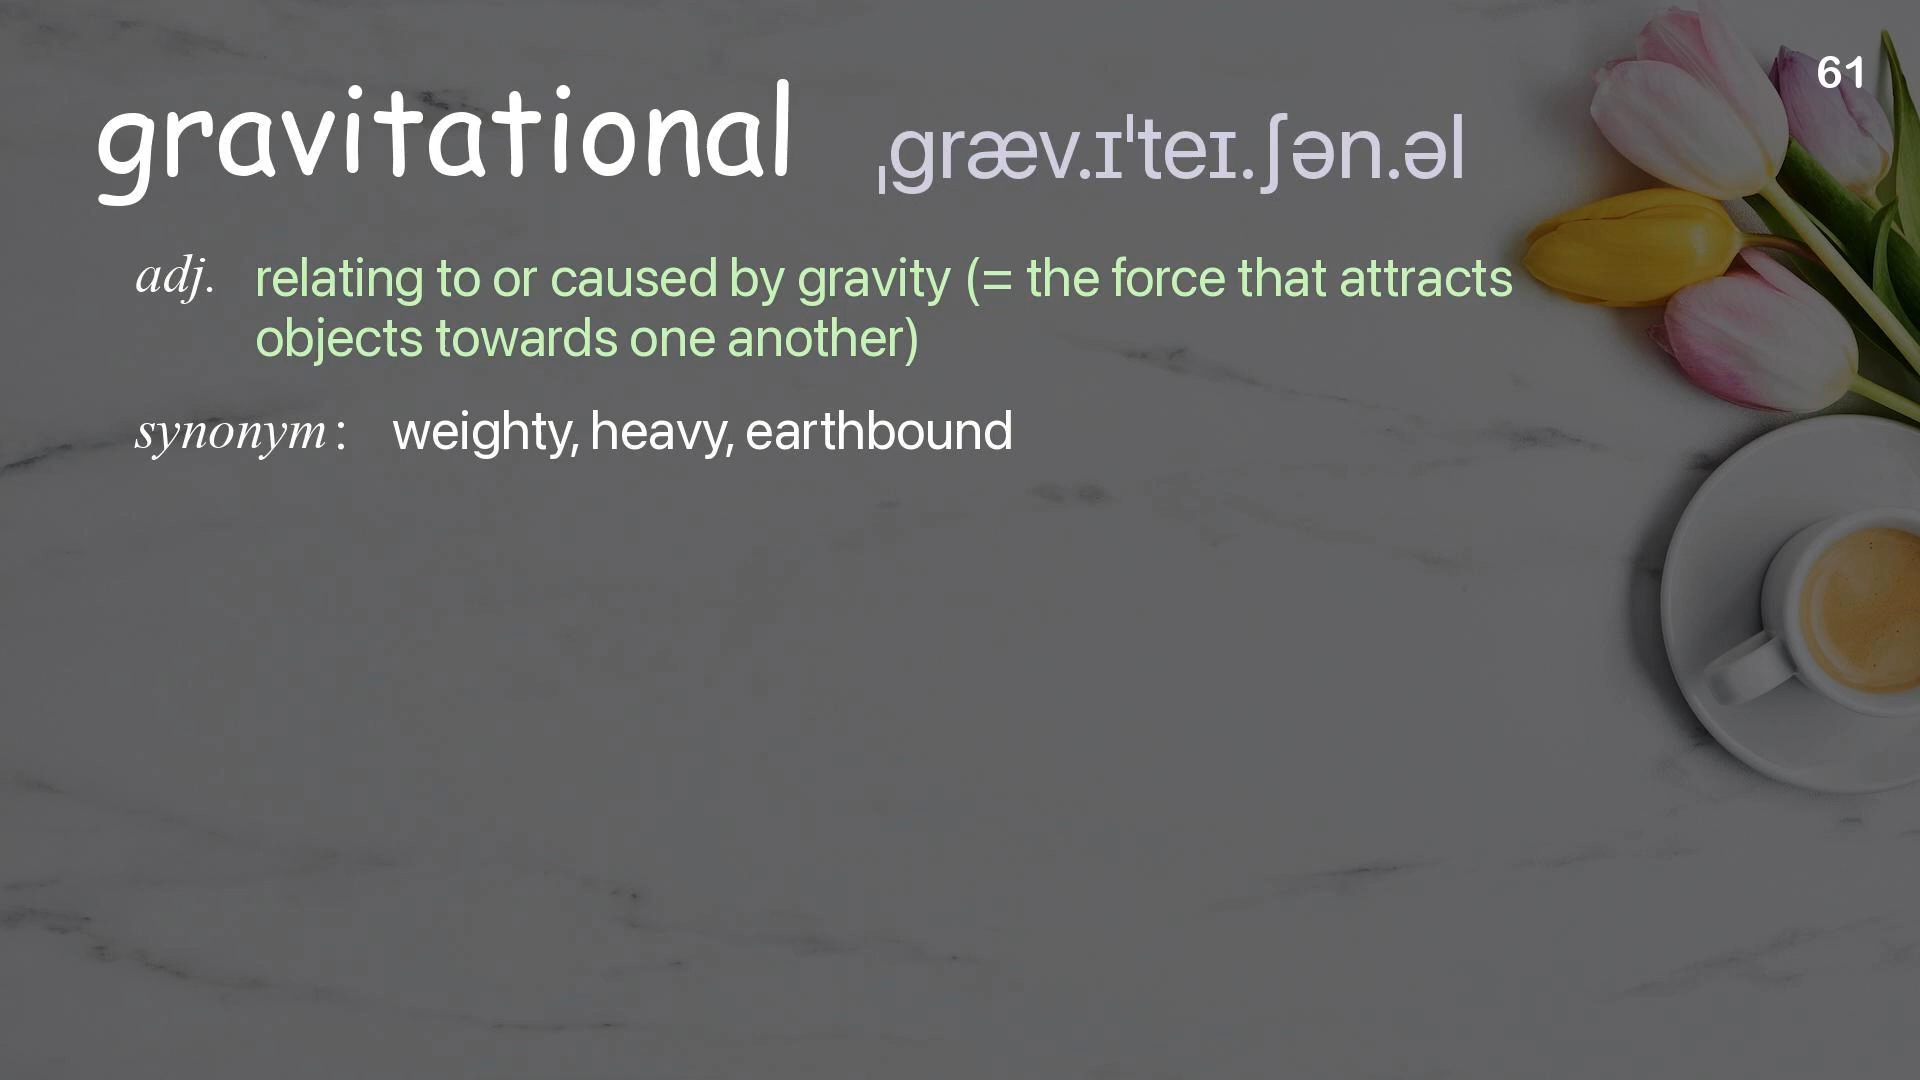 61
gravitational ˌɡræv.ɪˈteɪ.ʃən.əl
adj. relating to or caused by gravity (= the force that attracts
objects towards one another)
synonym: weighty, heavy, earthbound